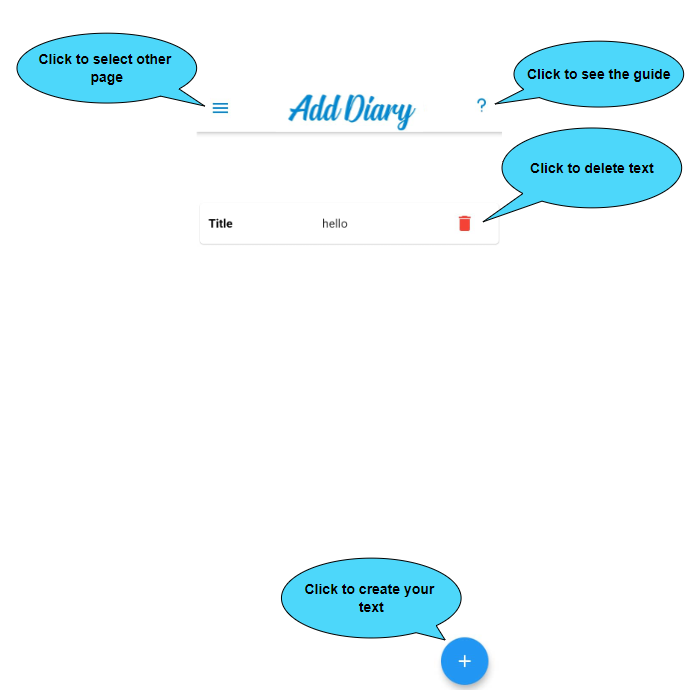 Click to select other
page
Click to see the guide
Add Diary
?
Click to delete text
Title hello
Click to create your
text
+